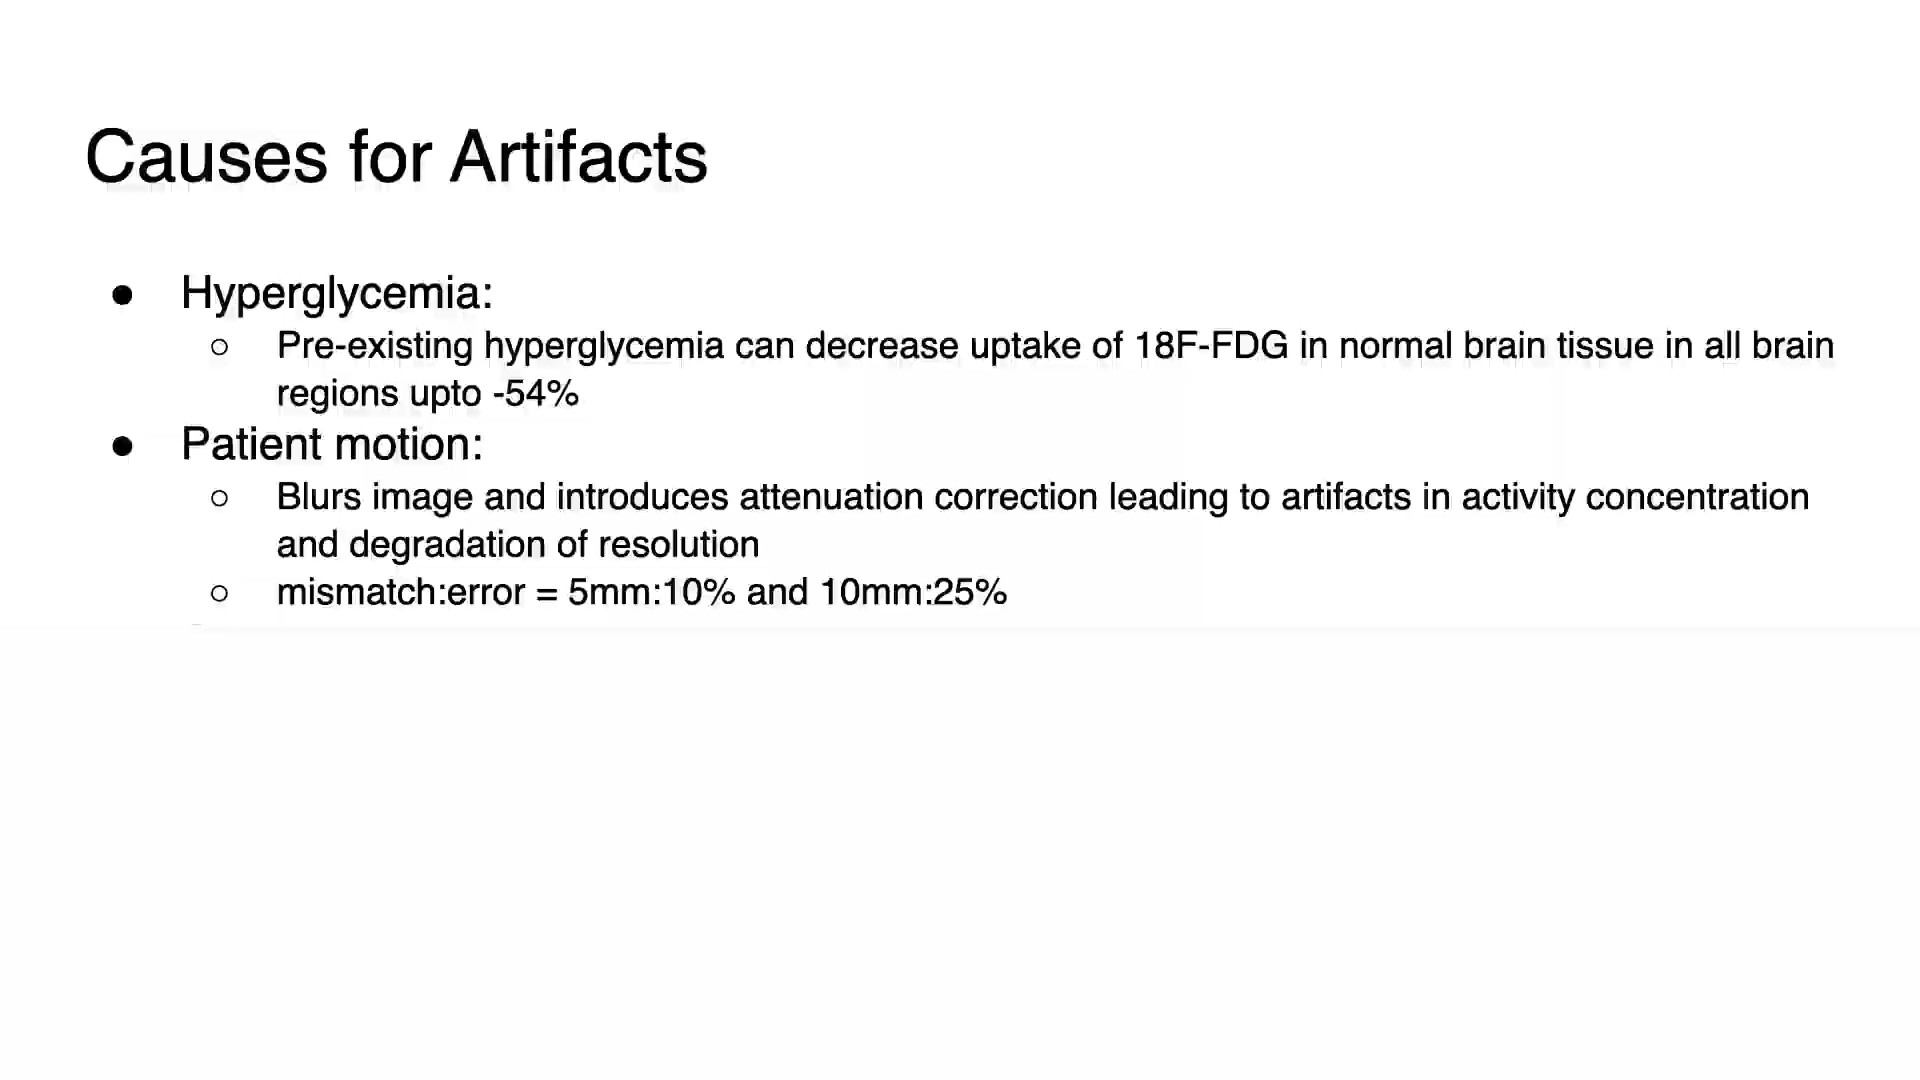 Causes for Artifacts
● Hyperglycemia:
○ Pre-existing hyperglycemia can decrease uptake of 18F-FDG in normal brain tissue in all brain
regions upto -54%
● Patient motion:
○ Blurs image and introduces attenuation correction leading to artifacts in activity concentration
and degradation of resolution
○ mismatch:error = 5mm:10% and 10mm:25%